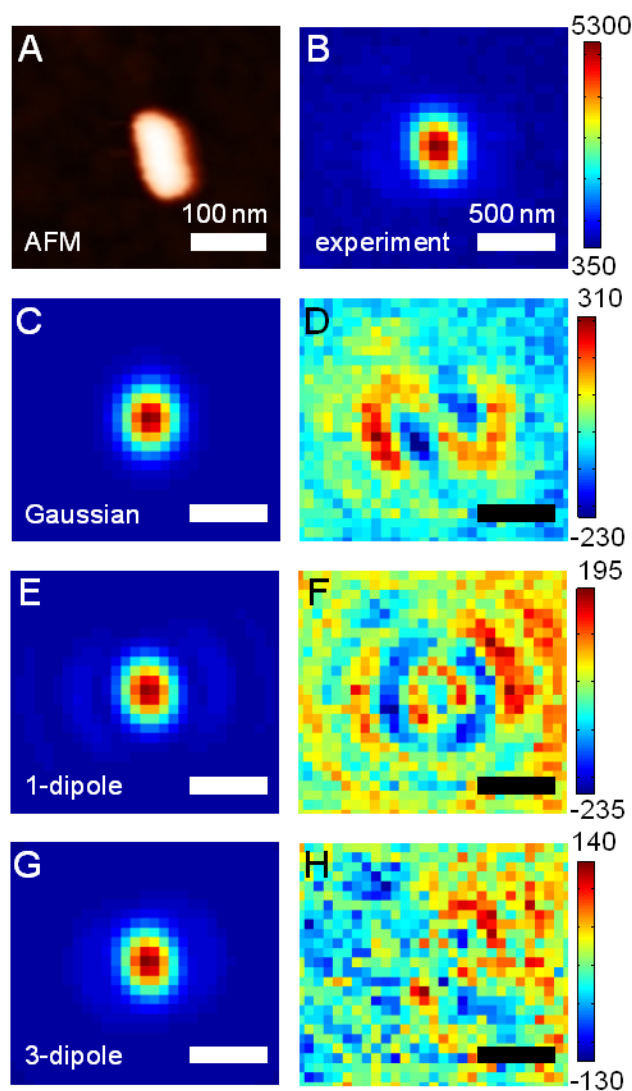 A
100 nm
AFM
B
500 nm
experiment
5300
350
C
Gaussian
D
310
-230
E
1-dipole
F
195
-235
G
3-dipole
H
140
-130